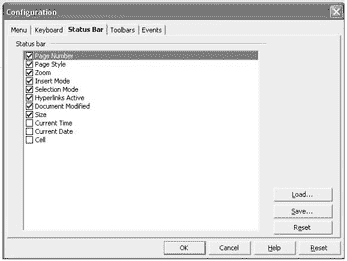 Configuration
Menu Keyboard Status Bar Toolbars Events
Status bar
Page Number
Page Style
Zoom
Insert Mode
Selection Mode
Hyperlinks Active
Document Modified
Size
Current Time
Current Date
Cell
Load...
Save...
Reset
OK Cancel Help Reset